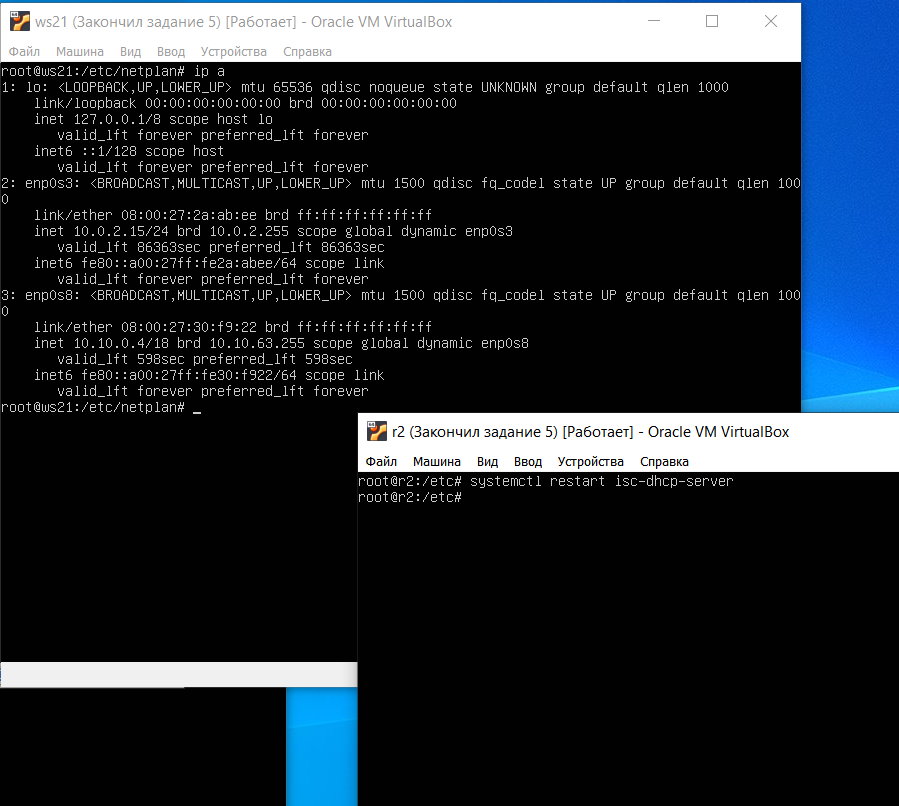 ws21 (Закончил задание 5) [Работает] - Oracle VM VirtualBox
Файл Машина Вид Ввод Устройства Справка
root@ws21:/etc/netplan# ip a
1: lo: <LOOPBACK,UP,LOWER_UP> mtu 65536 qdisc noqueue state UNKNOWN group default qlen 1000
    link/loopback 00:00:00:00:00:00 brd 00:00:00:00:00:00
    inet 127.0.0.1/8 scope host lo
       valid_lft forever preferred_lft forever
    inet6 ::1/128 scope host
       valid_lft forever preferred_lft forever
2: enp0s3: <BROADCAST,MULTICAST,UP,LOWER_UP> mtu 1500 qdisc fq_codel state UP group default qlen 100
0
    link/ether 08:00:27:2a:ab:ee brd ff:ff:ff:ff:ff:ff
    inet 10.0.2.15/24 brd 10.0.2.255 scope global dynamic enp0s3
       valid_lft 86363sec preferred_lft 86363sec
    inet6 fe80::a00:27ff:fe2a:abee/64 scope link
       valid_lft forever preferred_lft forever
3: enp0s8: <BROADCAST,MULTICAST,UP,LOWER_UP> mtu 1500 qdisc fq_codel state UP group default qlen 100
0
    link/ether 08:00:27:30:f9:22 brd ff:ff:ff:ff:ff:ff
    inet 10.10.0.4/18 brd 10.10.63.255 scope global dynamic enp0s8
       valid_lft 598sec preferred_lft 598sec
    inet6 fe80::a00:27ff:fe30:f922/64 scope link
       valid_lft forever preferred_lft forever
root@ws21:/etc/netplan# _
r2 (Закончил задание 5) [Работает] - Oracle VM VirtualBox
Файл Машина Вид Ввод Устройства Справка
root@r2:/etc# systemctl restart isc-dhcp-server
root@r2:/etc#